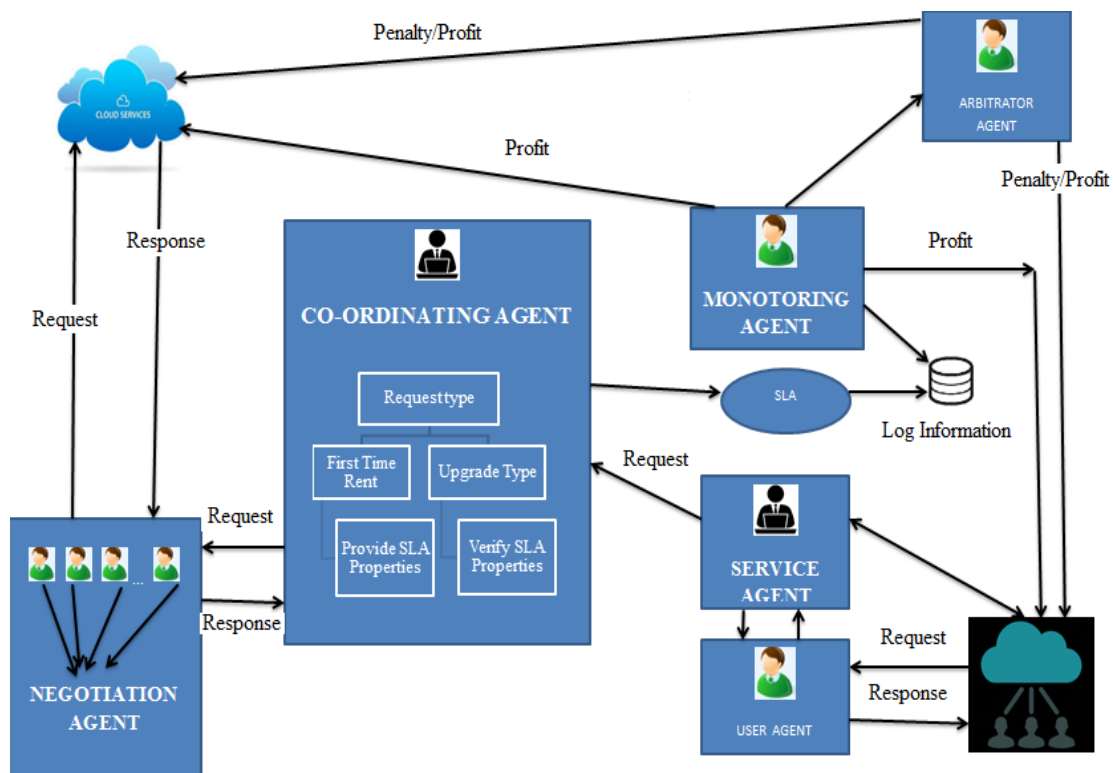 Penalty/Profit
CLOUD SERVICES
ARBITRATOR
AGENT
Profit
Penalty/Profit
Response
Profit
Request
CO-ORDINATING AGENT
MONOTORING
AGENT
Requesttype
SLA
First Time
Rent
Upgrade Type
Log Information
Request
Request
Provide SLA
Properties
Verify SLA
Properties
SERVICE
AGENT
...
Response
Request
NEGOTIATION
AGENT
Response
USER AGENT